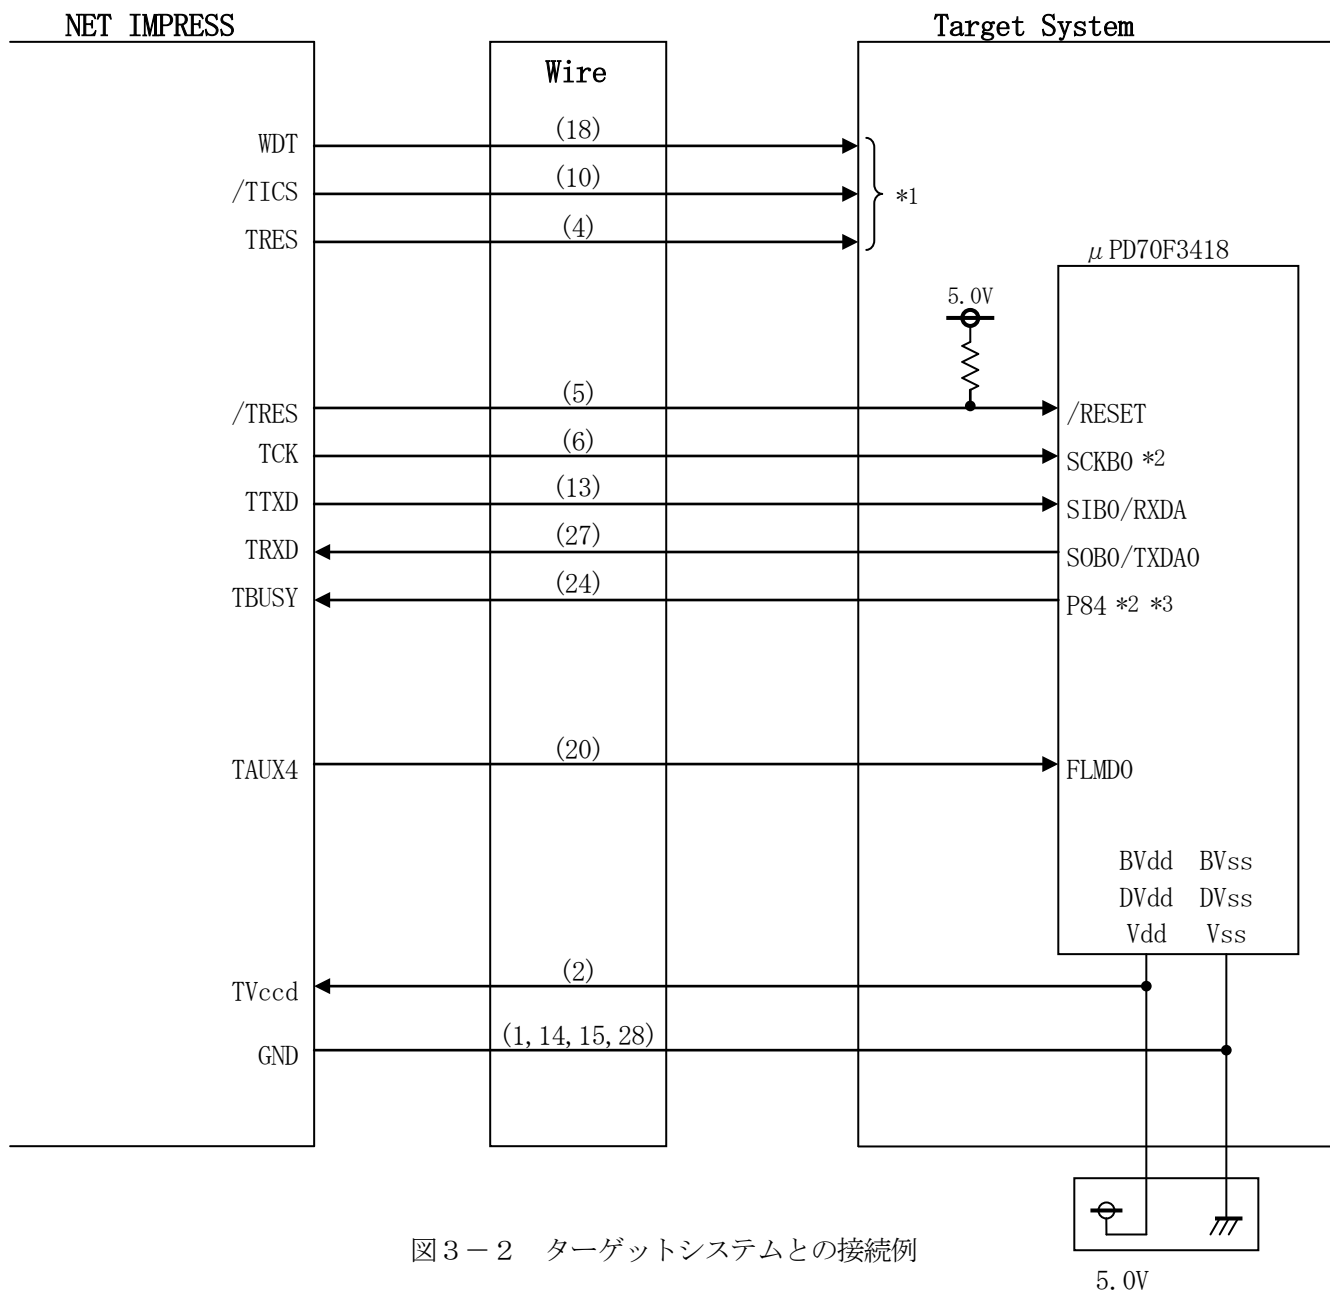 NET IMPRESS
Target System
Wire
WDT
(18)
/TICS
(10)
*1
TRES
(4)
μPD70F3418
5.0V
/TRES
(5)
/RESET
TCK
(6)
SCKB0 *2
TTXD
(13)
SIB0/RXDA
TRXD
(27)
SOB0/TXDA0
TBUSY
(24)
P84 *2 *3
TAUX4
(20)
FLMD0
BVdd BVss
DVdd DVss
Vdd Vss
TVccd
(2)
GND
(1,14,15,28)
図3-2 ターゲットシステムとの接続例
5.0V